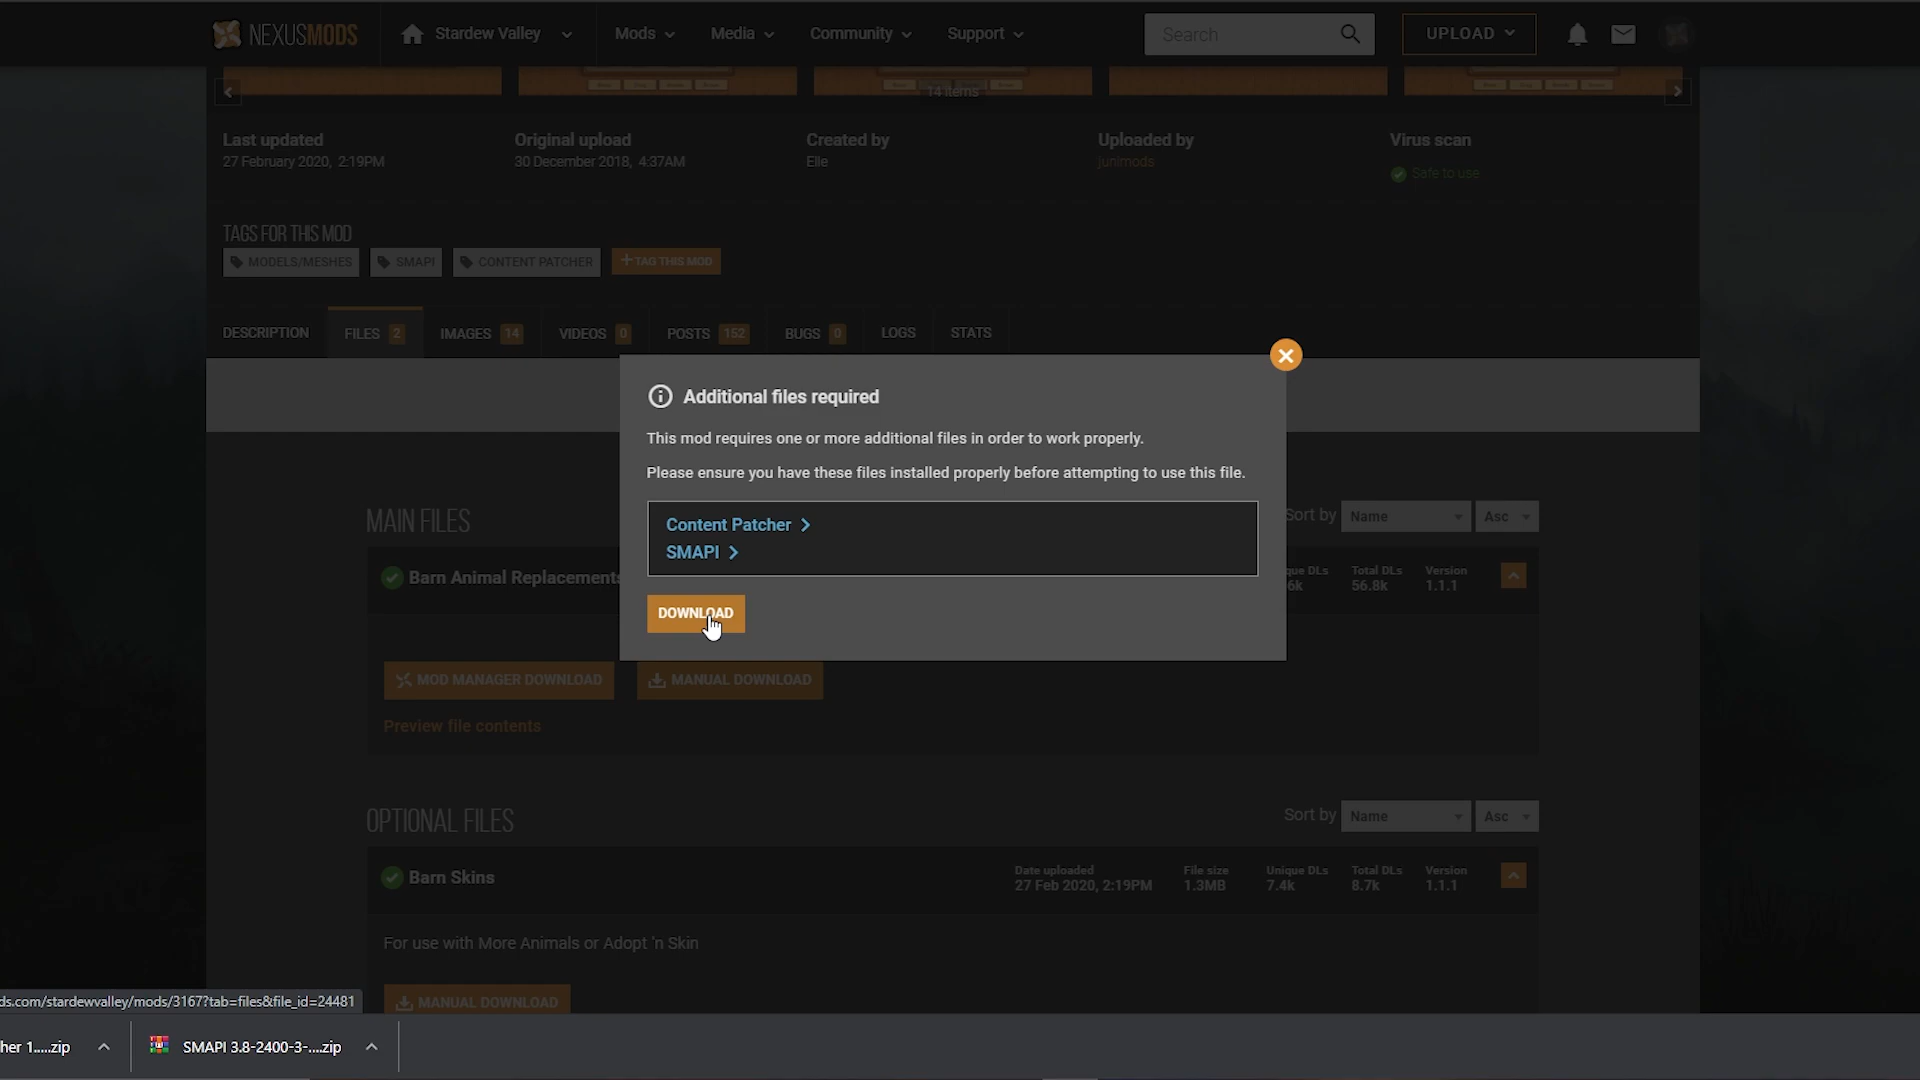 NEXUSMODS
Stardew Valley
Mods
Media
Community
Support
Search
UPLOAD
14 items
Last updated
27 February 2020, 2:19PM
Original upload
30 December 2018, 4:37AM
Created by
Elle
Uploaded by
junimods
Virus scan
Safe to use
TAGS FOR THIS MOD
MODELS/MESHES
SMAPI
CONTENT PATCHER
TAG THIS MOD
DESCRIPTION
FILES 2
IMAGES 14
VIDEOS 0
POSTS 152
BUGS 0
LOGS
STATS
Additional files required
This mod requires one or more additional files in order to work properly.
Please ensure you have these files installed properly before attempting to use this file.
Content Patcher
SMAPI
DOWNLOAD
MAIN FILES
Sort by Name Asc
Barn Animal Replacements
que DLs
6k
Total DLs
56.8k
Version
1.1.1
MOD MANAGER DOWNLOAD
MANUAL DOWNLOAD
Preview file contents
OPTIONAL FILES
Sort by Name Asc
Barn Skins
Date uploaded
27 Feb 2020, 2:19PM
File size
1.3MB
Unique DLs
7.4k
Total DLs
8.7k
Version
1.1.1
For use with More Animals or Adopt 'n Skin
MANUAL DOWNLOAD
ds.com/stardewvalley/mods/3167?tab=files&file_id=24481
her 1.....zip
SMAPI 3.8-2400-3-....zip